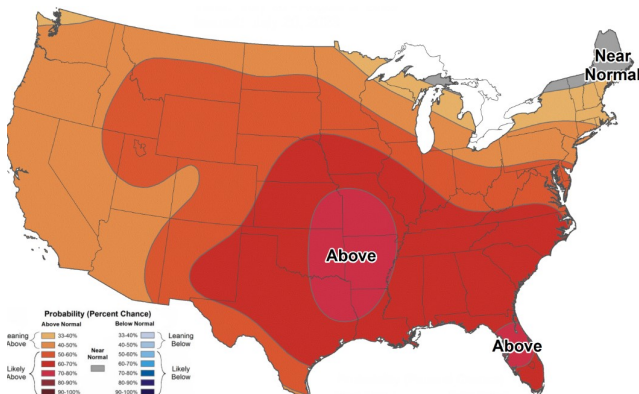 Near
Normal
Above
Above
Probability (Percent Chance)
Above Normal
Below Normal
eaning
Above
33-40%
40-50%
33-40%
40-50%
Leaning
Below
Likely
Above
50-60%
60-70%
70-80%
80-90%
90-100%
Near
Normal
50-60%
60-70%
70-80%
80-90%
90-100%
Likely
Below